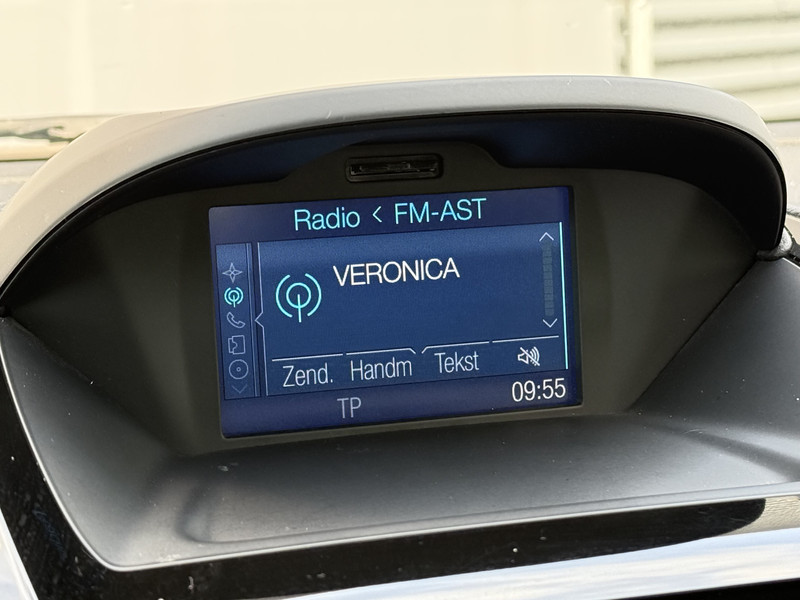 Radio < FM-AST
VERONICA
Zend. Handm Tekst
TP 09:55